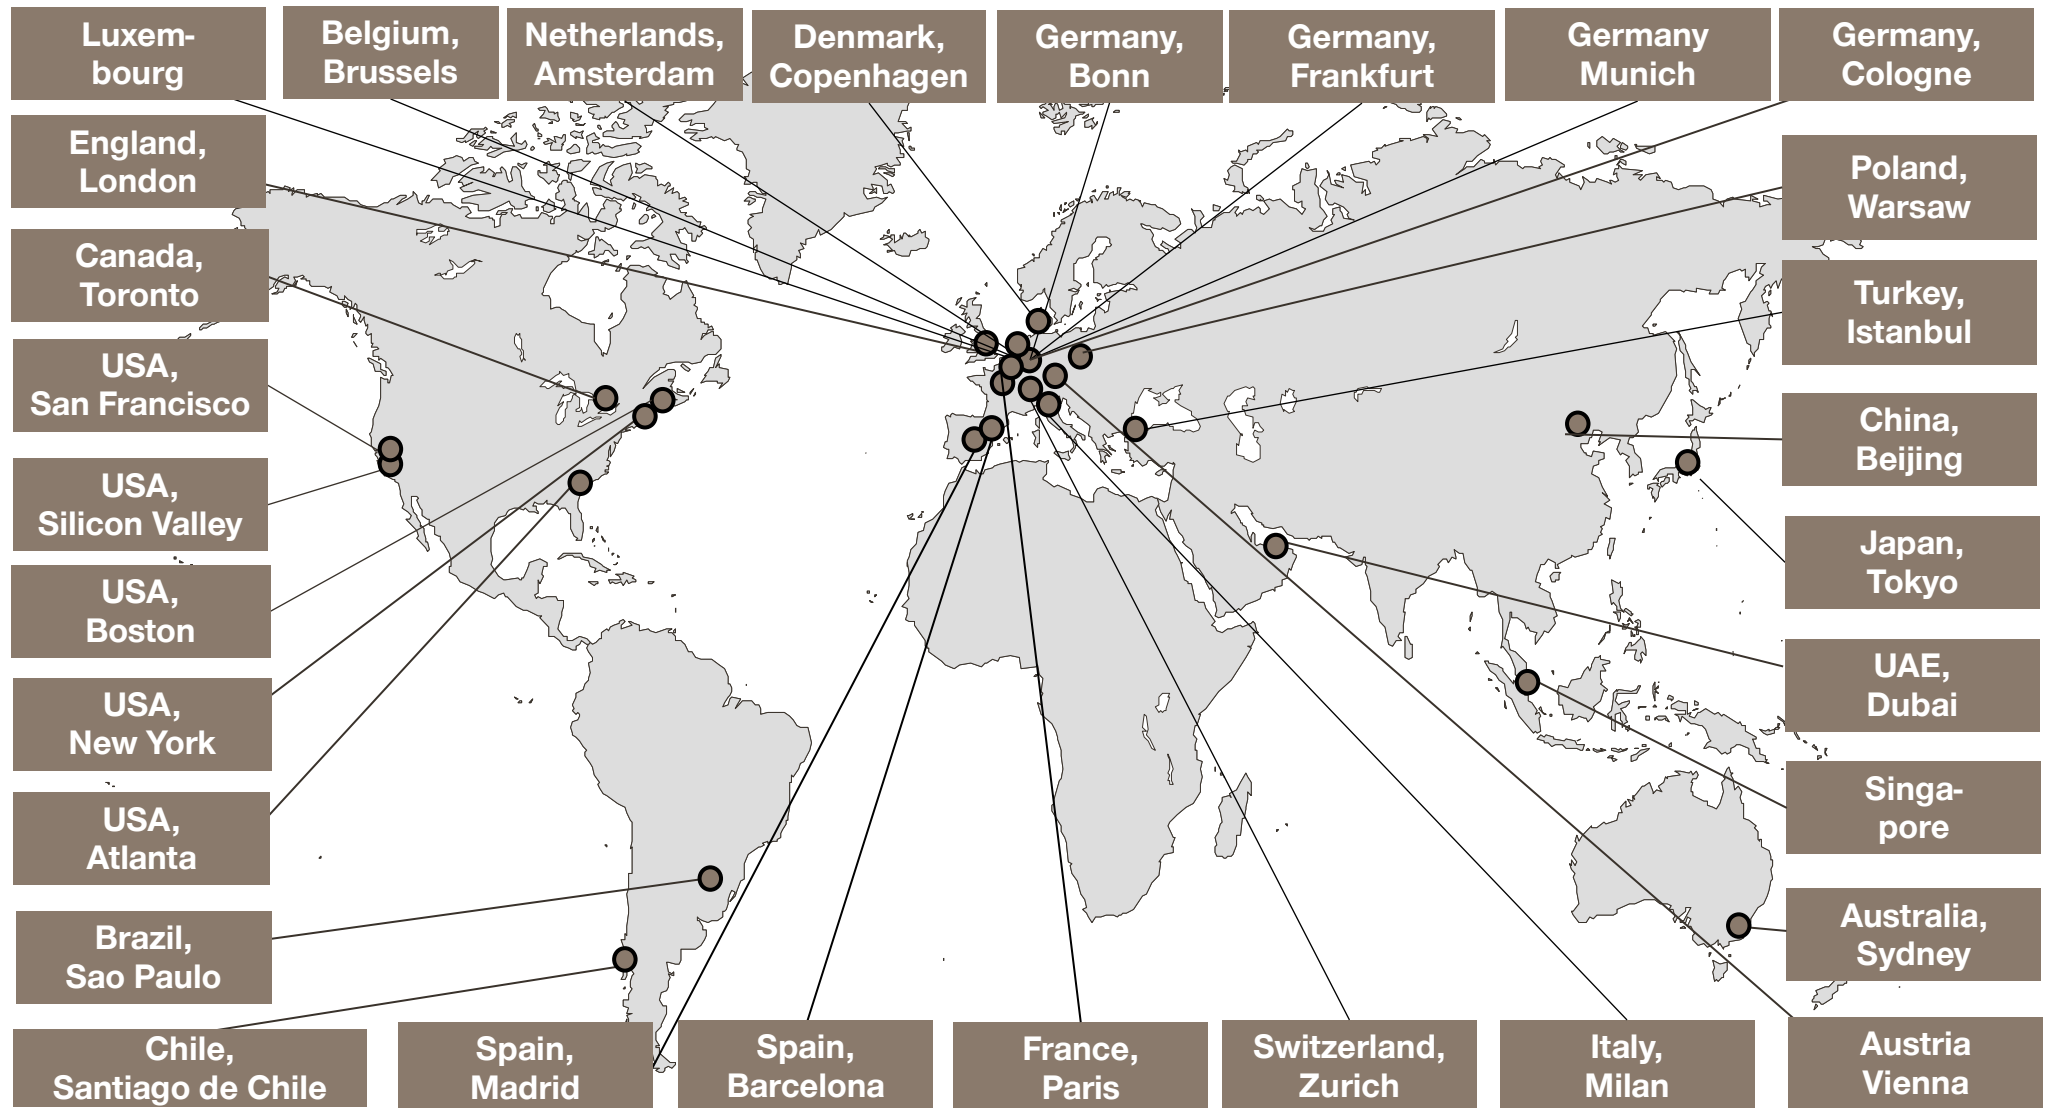 Luxem-
bourg
Belgium,
Brussels
Netherlands,
Amsterdam
Denmark,
Copenhagen
Germany,
Bonn
Germany,
Frankfurt
Germany
Munich
Germany,
Cologne
England,
London
Poland,
Warsaw
Canada,
Toronto
Turkey,
Istanbul
USA,
San Francisco
China,
Beijing
USA,
Silicon Valley
Japan,
Tokyo
USA,
Boston
UAE,
Dubai
USA,
New York
Singa-
pore
USA,
Atlanta
Australia,
Sydney
Brazil,
Sao Paulo
Chile,
Santiago de Chile
Spain,
Madrid
Spain,
Barcelona
France,
Paris
Switzerland,
Zurich
Italy,
Milan
Austria
Vienna